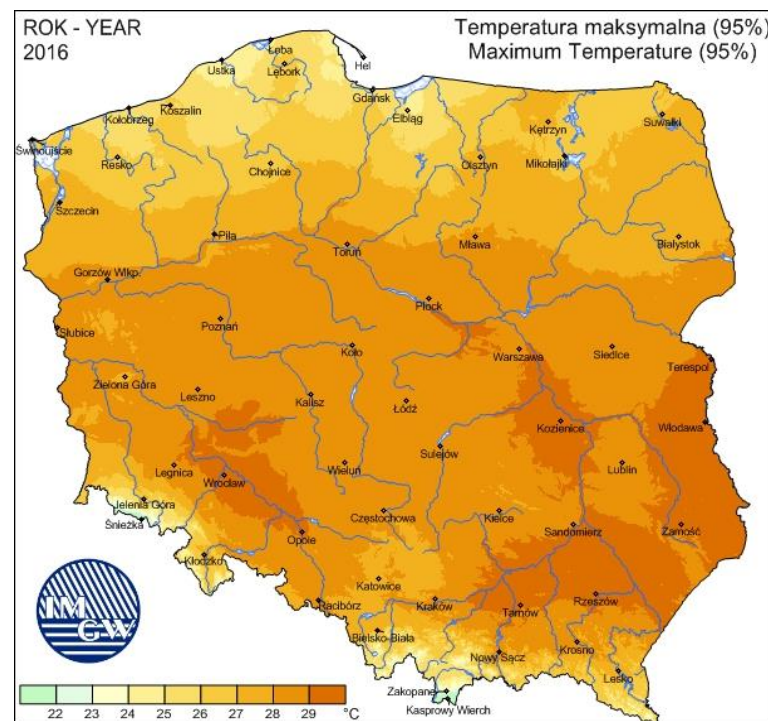 ROK - YEAR
2016
Temperatura maksymalna (95%)
Maximum Temperature (95%)
Łeba
Hel
Ustka
Lębork
Gdańsk
Koszalin
Kołobrzeg
Elbląg
Kętrzyn
Suwałki
Świnoujście
Resko
Chojnice
Olsztyn
Mikołajki
Szczecin
Piła
Toruń
Mława
Białystok
Gorzów Wlkp.
Płock
Słubice
Poznań
Koło
Warszawa
Siedlce
Terespol
Zielona Góra
Leszno
Kalisz
Łódź
Kozienice
Włodawa
Sulejów
Legnica
Wrocław
Wieluń
Lublin
Jelenia Góra
Śnieżka
Częstochowa
Kielce
Sandomierz
Zamość
Opole
Kłodzko
Katowice
Racibórz
Kraków
Tarnów
Rzeszów
Bielsko-Biała
Nowy Sącz
Krosno
Lesko
Zakopane
Kasprowy Wierch
IM
GW
22 23 24 25 26 27 28 29 °C